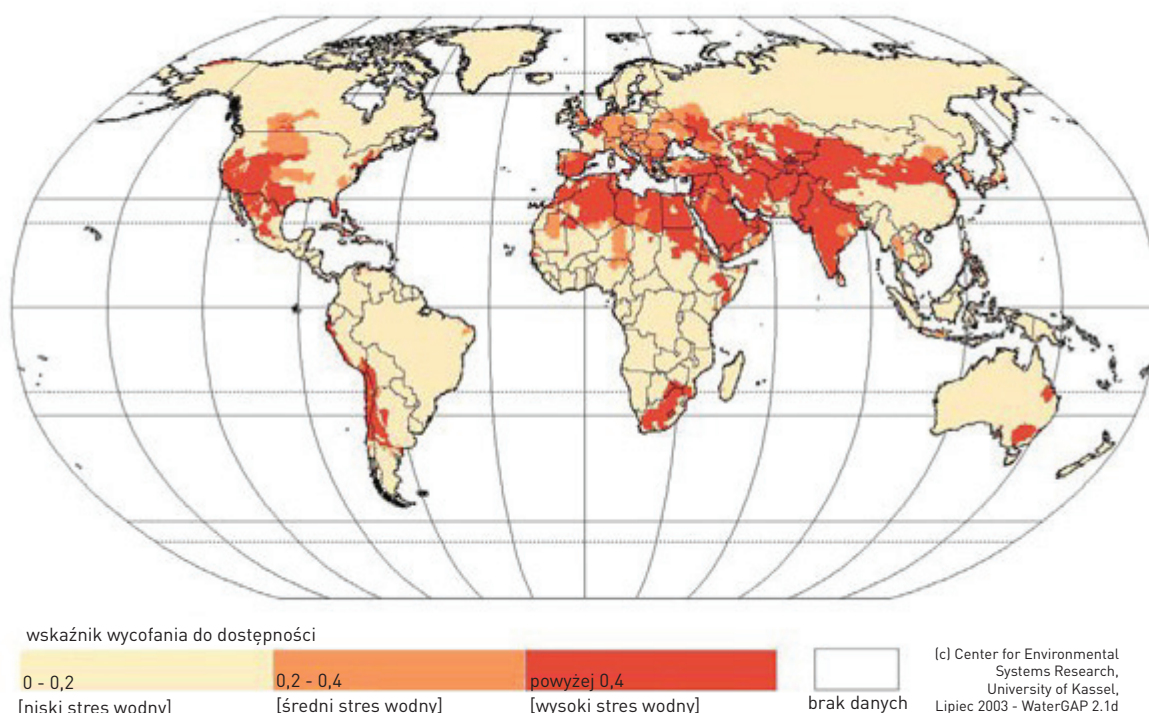 wskaźnik wycofania do dostępności
0 - 0,2
0,2 - 0,4
powyżej 0,4
[niski stres wodny]
[średni stres wodny]
[wysoki stres wodny]
brak danych
(c) Center for Environmental
Systems Research,
University of Kassel,
Lipiec 2003 - WaterGAP 2.1d